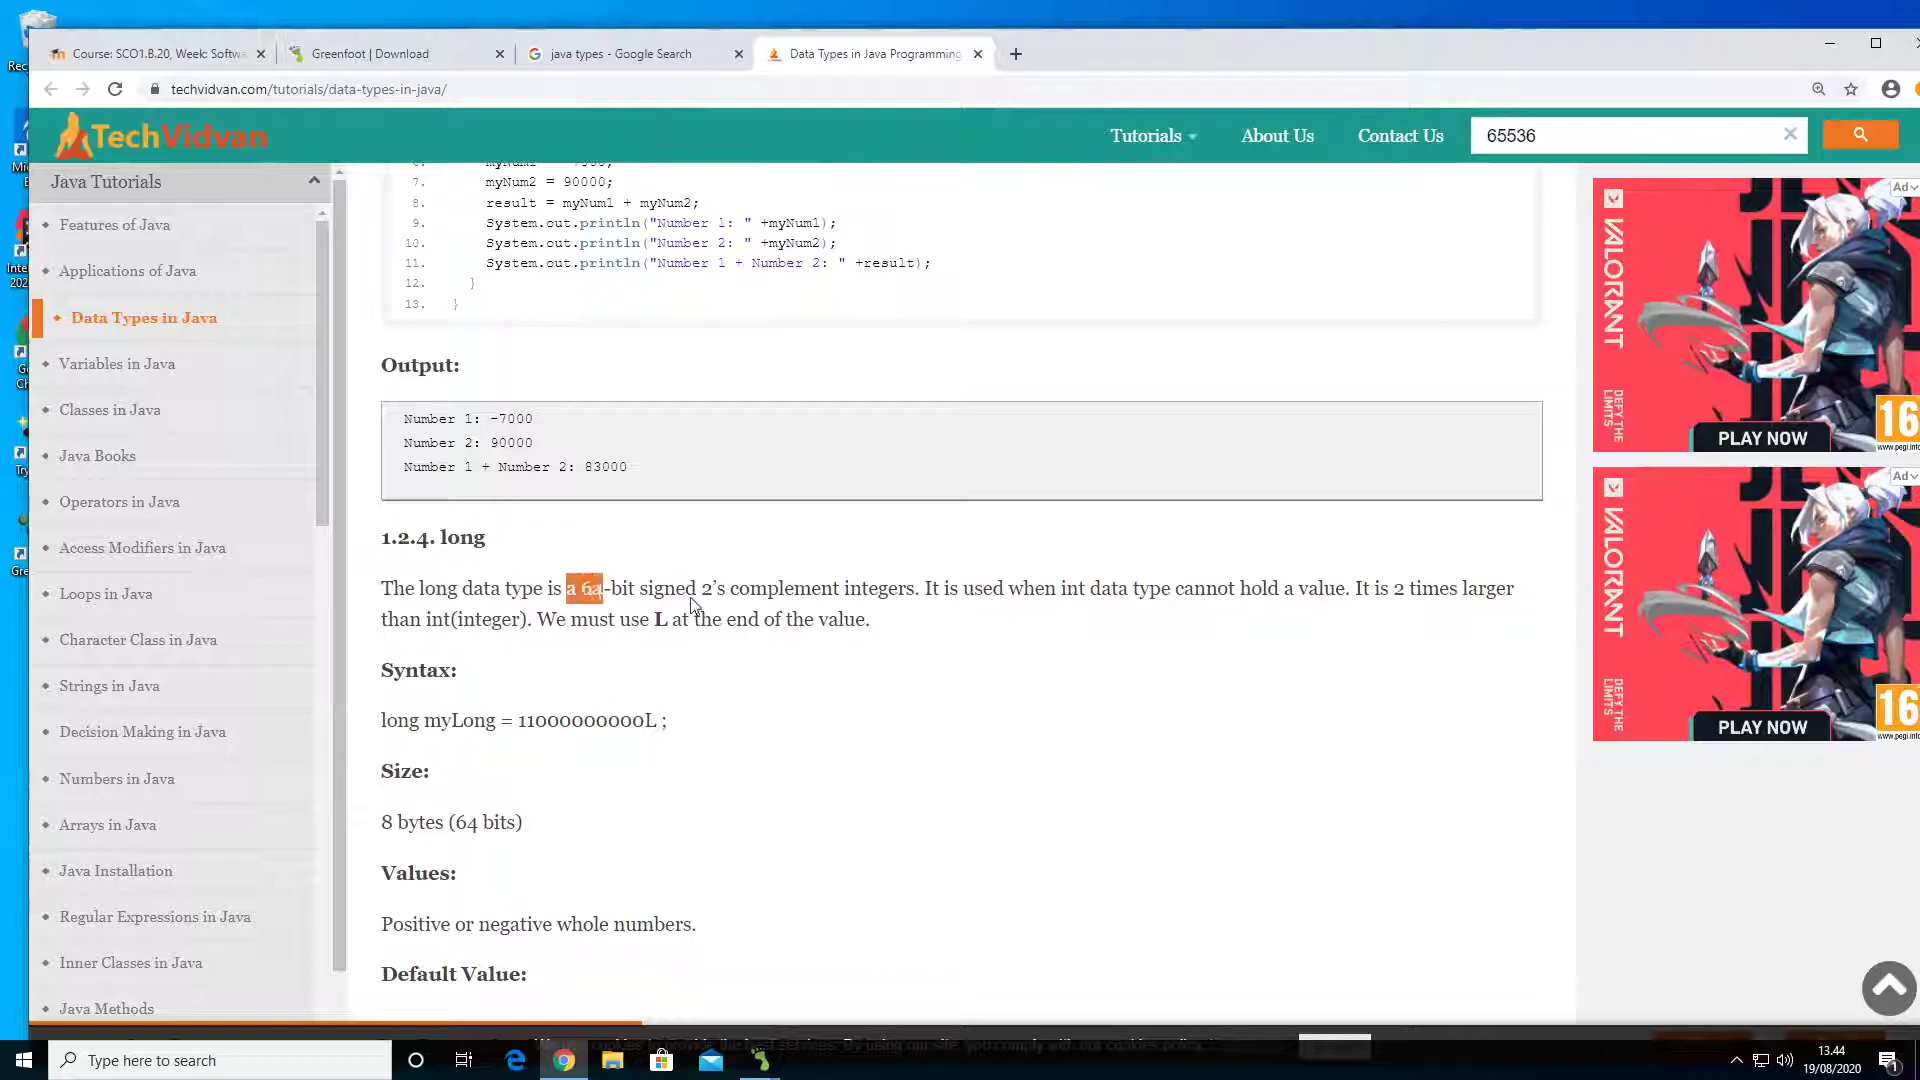 Course: SCO1.B.20, Week: Softwa
Greenfoot | Download
java types - Google Search
Data Types in Java Programming
techvidvan.com/tutorials/data-types-in-java/
TechVidvan
Tutorials
About Us
Contact Us
65536
Java Tutorials
Features of Java
Applications of Java
Data Types in Java
Variables in Java
Classes in Java
Java Books
Operators in Java
Access Modifiers in Java
Loops in Java
Character Class in Java
Strings in Java
Decision Making in Java
Numbers in Java
Arrays in Java
Java Installation
Regular Expressions in Java
Inner Classes in Java
Java Methods
7. myNum2 = 90000;
8. result = myNum1 + myNum2;
9. System.out.println("Number 1: " +myNum1);
10. System.out.println("Number 2: " +myNum2);
11. System.out.println("Number 1 + Number 2: " +result);
12. }
13. }
Output:
Number 1: -7000
Number 2: 90000
Number 1 + Number 2: 83000
1.2.4. long
The long data type is a 64-bit signed 2's complement integers. It is used when int data type cannot hold a value. It is 2 times larger
than int(integer). We must use L at the end of the value.
Syntax:
long myLong = 11000000000L ;
Size:
8 bytes (64 bits)
Values:
Positive or negative whole numbers.
Default Value:
Ad
VALORANT
DEFY THE
LIMITS
PLAY NOW
16
www.pegi.info
Ad
VALORANT
DEFY THE
LIMITS
PLAY NOW
16
www.pegi.info
Type here to search
13.44
19/08/2020
1